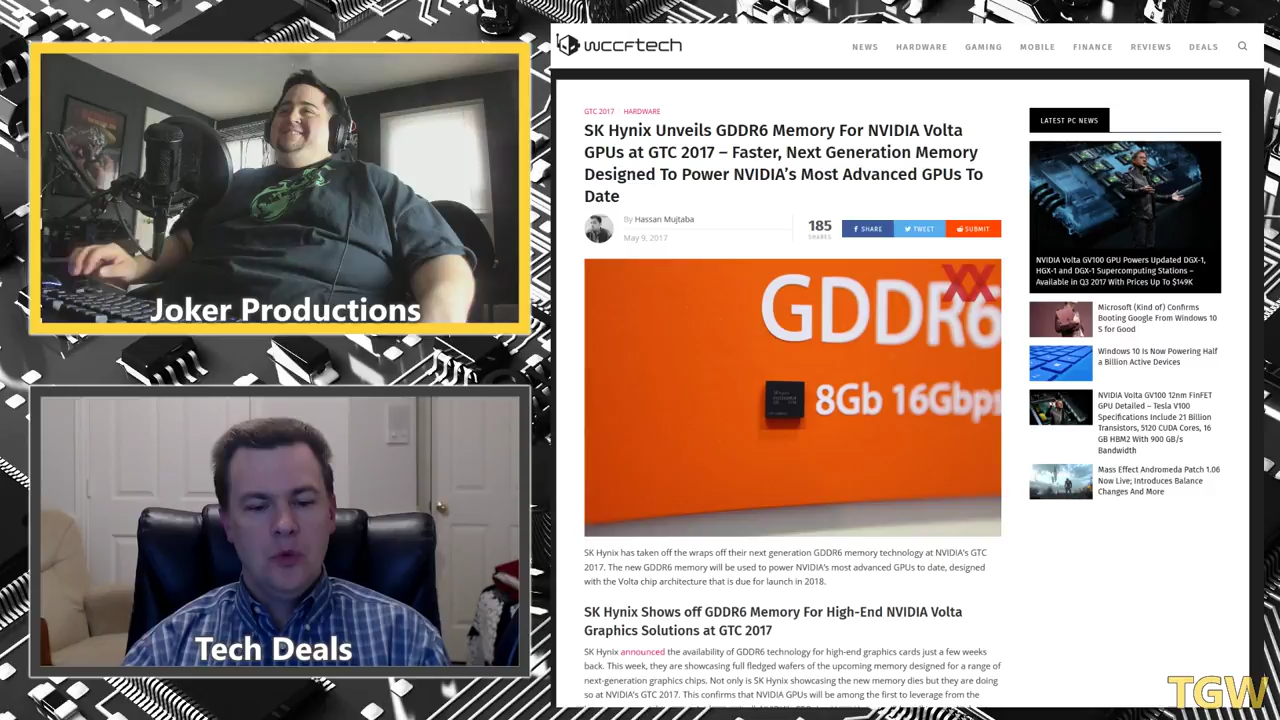 Joker Productions
Tech Deals
wccftech
NEWS HARDWARE GAMING MOBILE FINANCE REVIEWS DEALS
GTC 2017 HARDWARE
SK Hynix Unveils GDDR6 Memory For NVIDIA Volta
GPUs at GTC 2017 – Faster, Next Generation Memory
Designed To Power NVIDIA's Most Advanced GPUs To
Date
By Hassan Mujtaba
May 9, 2017
185
SHARES
SHARE
TWEET
SUBMIT
GDDR6
8Gb 16Gbps
SK Hynix has taken off the wraps off their next generation GDDR6 memory technology at NVIDIA's GTC
2017. The new GDDR6 memory will be used to power NVIDIA's most advanced GPUs to date, designed
with the Volta chip architecture that is due for launch in 2018.
SK Hynix Shows off GDDR6 Memory For High-End NVIDIA Volta
Graphics Solutions at GTC 2017
SK Hynix announced the availability of GDDR6 technology for high-end graphics cards just a few weeks
back. This week, they are showcasing full fledged wafers of the upcoming memory designed for a range of
next-generation graphics chips. Not only is SK Hynix showcasing the new memory dies but they are doing
so at NVIDIA's GTC 2017. This confirms that NVIDIA GPUs will be among the first to leverage from the
LATEST PC NEWS
NVIDIA Volta GV100 GPU Powers Updated DGX-1,
HGX-1 and DGX-1 Supercomputing Stations –
Available in Q3 2017 With Prices Up To $149K
Microsoft (Kind of) Confirms
Booting Google From Windows 10
S for Good
Windows 10 Is Now Powering Half
a Billion Active Devices
NVIDIA Volta GV100 12nm FinFET
GPU Detailed – Tesla V100
Specifications Include 21 Billion
Transistors, 5120 CUDA Cores, 16
GB HBM2 With 900 GB/s
Bandwidth
Mass Effect Andromeda Patch 1.06
Now Live; Introduces Balance
Changes And More
TGW